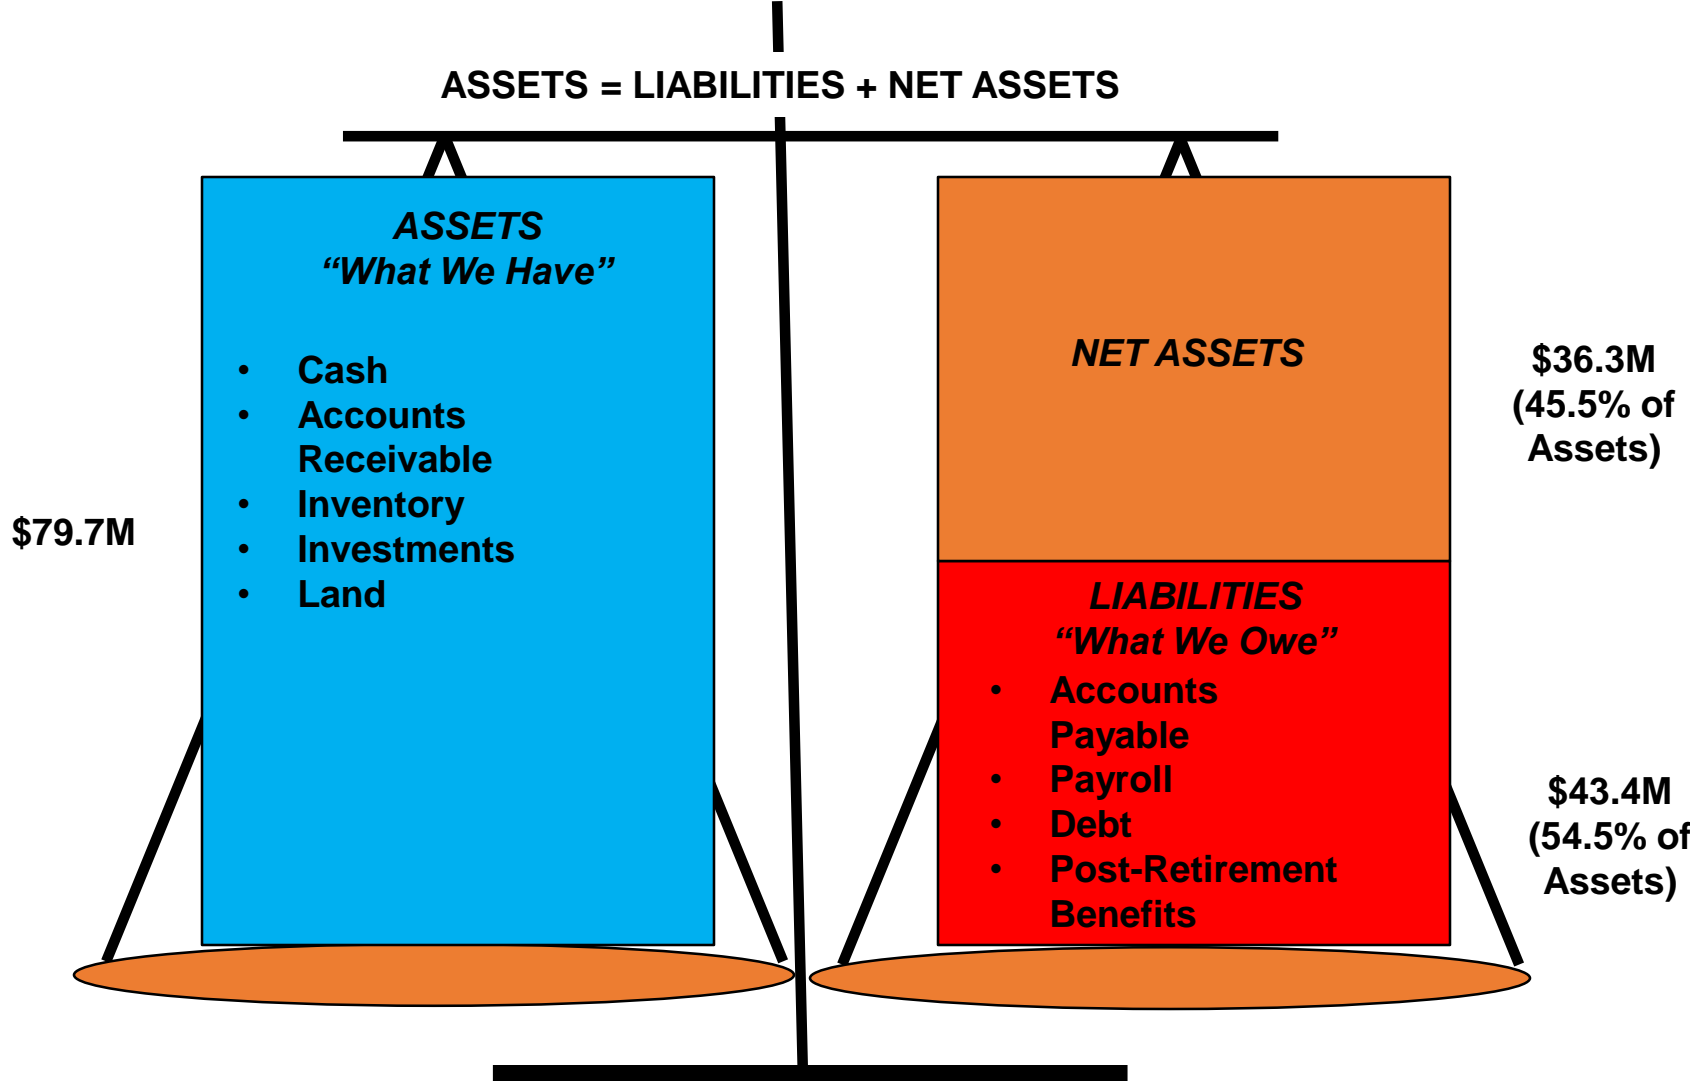 ASSETS = LIABILITIES + NET ASSETS
ASSETS
“What We Have”
• Cash
• Accounts
Receivable
• Inventory
• Investments
• Land
$79.7M
NET ASSETS
$36.3M
(45.5% of
Assets)
LIABILITIES
“What We Owe”
• Accounts
Payable
• Payroll
• Debt
• Post-Retirement
Benefits
$43.4M
(54.5% of
Assets)